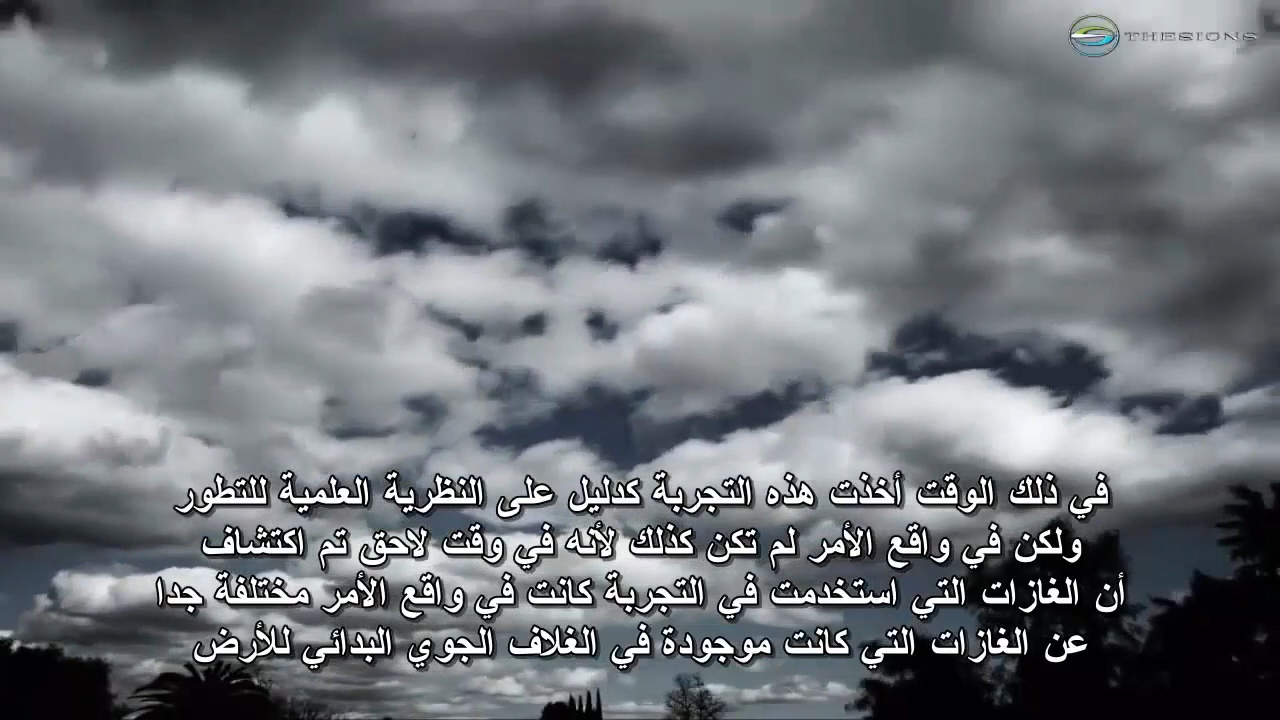 THESIONS
في ذلك الوقت أخذت هذه التجربة كدليل على النظرية العلمية للتطور
ولكن في واقع الأمر لم تكن كذلك لأنه في وقت لاحق تم اكتشاف
أن الغازات التي استخدمت في التجربة كانت في واقع الأمر مختلفة جدا
عن الغازات التي كانت موجودة في الغلاف الجوي البدائي للأرض